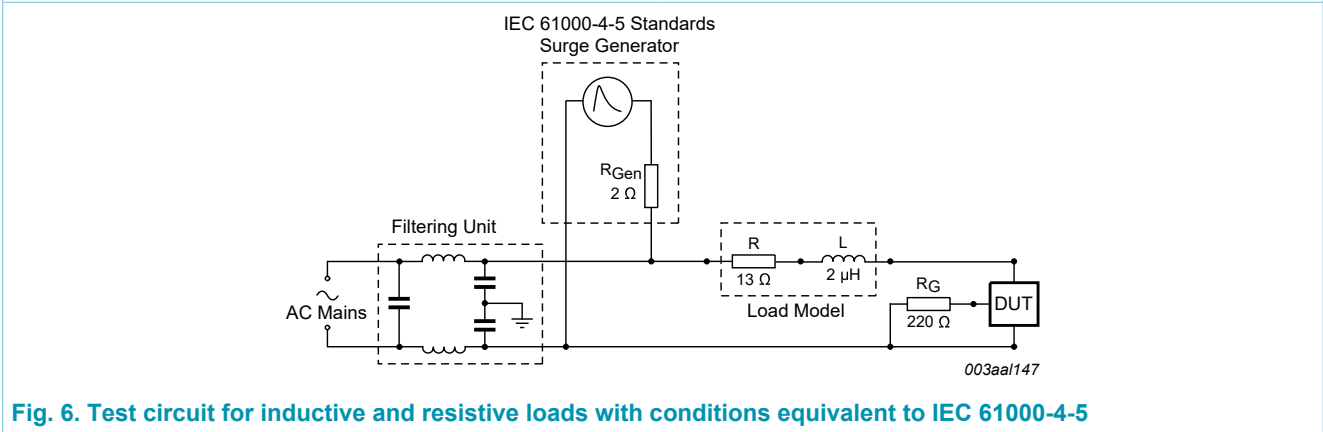 IEC 61000-4-5 Standards
Surge Generator
RGen
2 Ω
Filtering Unit
AC Mains
R
13 Ω
L
2 μH
Load Model
RG
220 Ω
DUT
003aal147
Fig. 6. Test circuit for inductive and resistive loads with conditions equivalent to IEC 61000-4-5